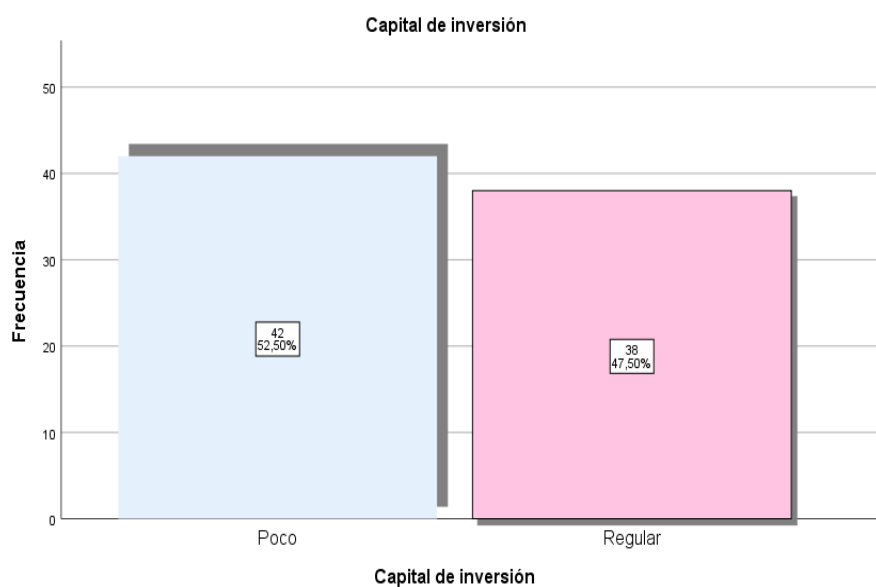 Capital de inversión
Frecuencia
50
40
30
20
10
0
42
52,50%
38
47,50%
Poco
Regular
Capital de inversión